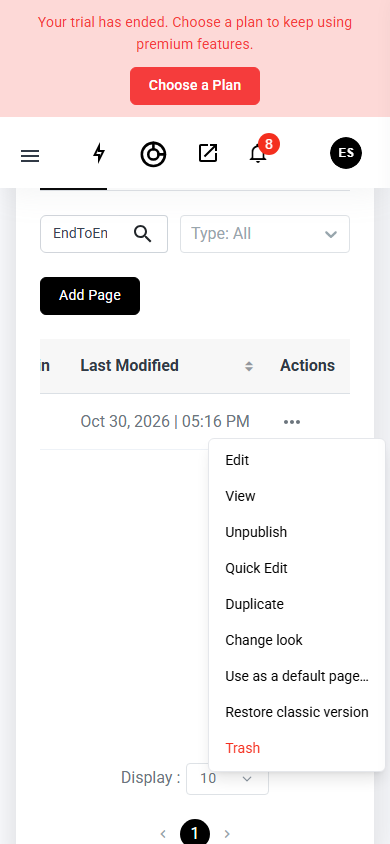 Your trial has ended. Choose a plan to keep using
premium features.
Choose a Plan
8
ES
EndToEn
Type: All
Add Page
in
Last Modified
Actions
Oct 30, 2026 | 05:16 PM
Edit
View
Unpublish
Quick Edit
Duplicate
Change look
Use as a default page…
Restore classic version
Trash
Display :
10
1